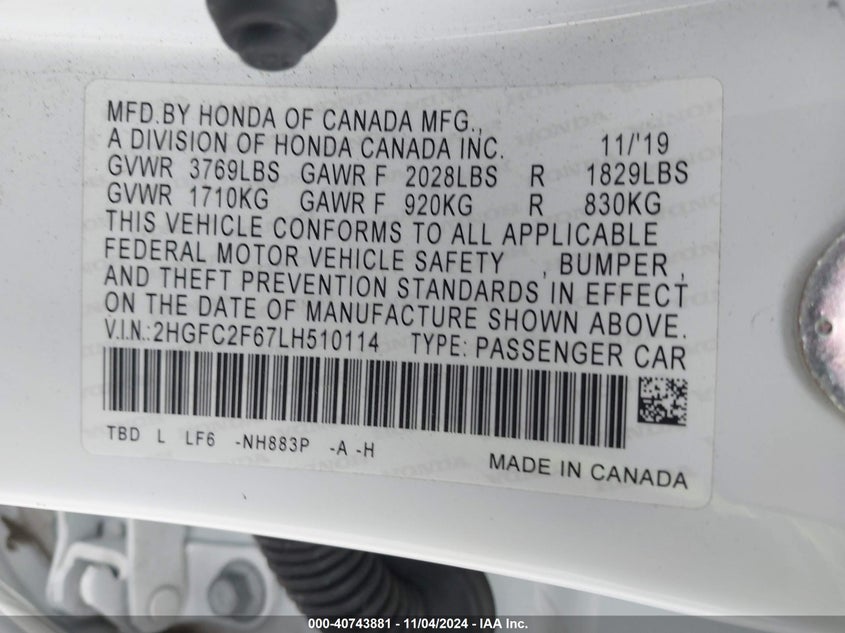 MFD.BY HONDA OF CANADA MFG.,
A DIVISION OF HONDA CANADA INC. 11/'19
GVWR 3769LBS GAWR F 2028LBS R 1829LBS
GVWR 1710KG GAWR F 920KG R 830KG
THIS VEHICLE CONFORMS TO ALL APPLICABLE
FEDERAL MOTOR VEHICLE SAFETY , BUMPER ,
AND THEFT PREVENTION STANDARDS IN EFFECT
ON THE DATE OF MANUFACTURE SHOWN ABOVE.
V.I.N.:2HGFC2F67LH510114 TYPE: PASSENGER CAR
TBD L LF6 -NH883P -A -H
MADE IN CANADA
000-40743881 - 11/04/2024 - IAA Inc.